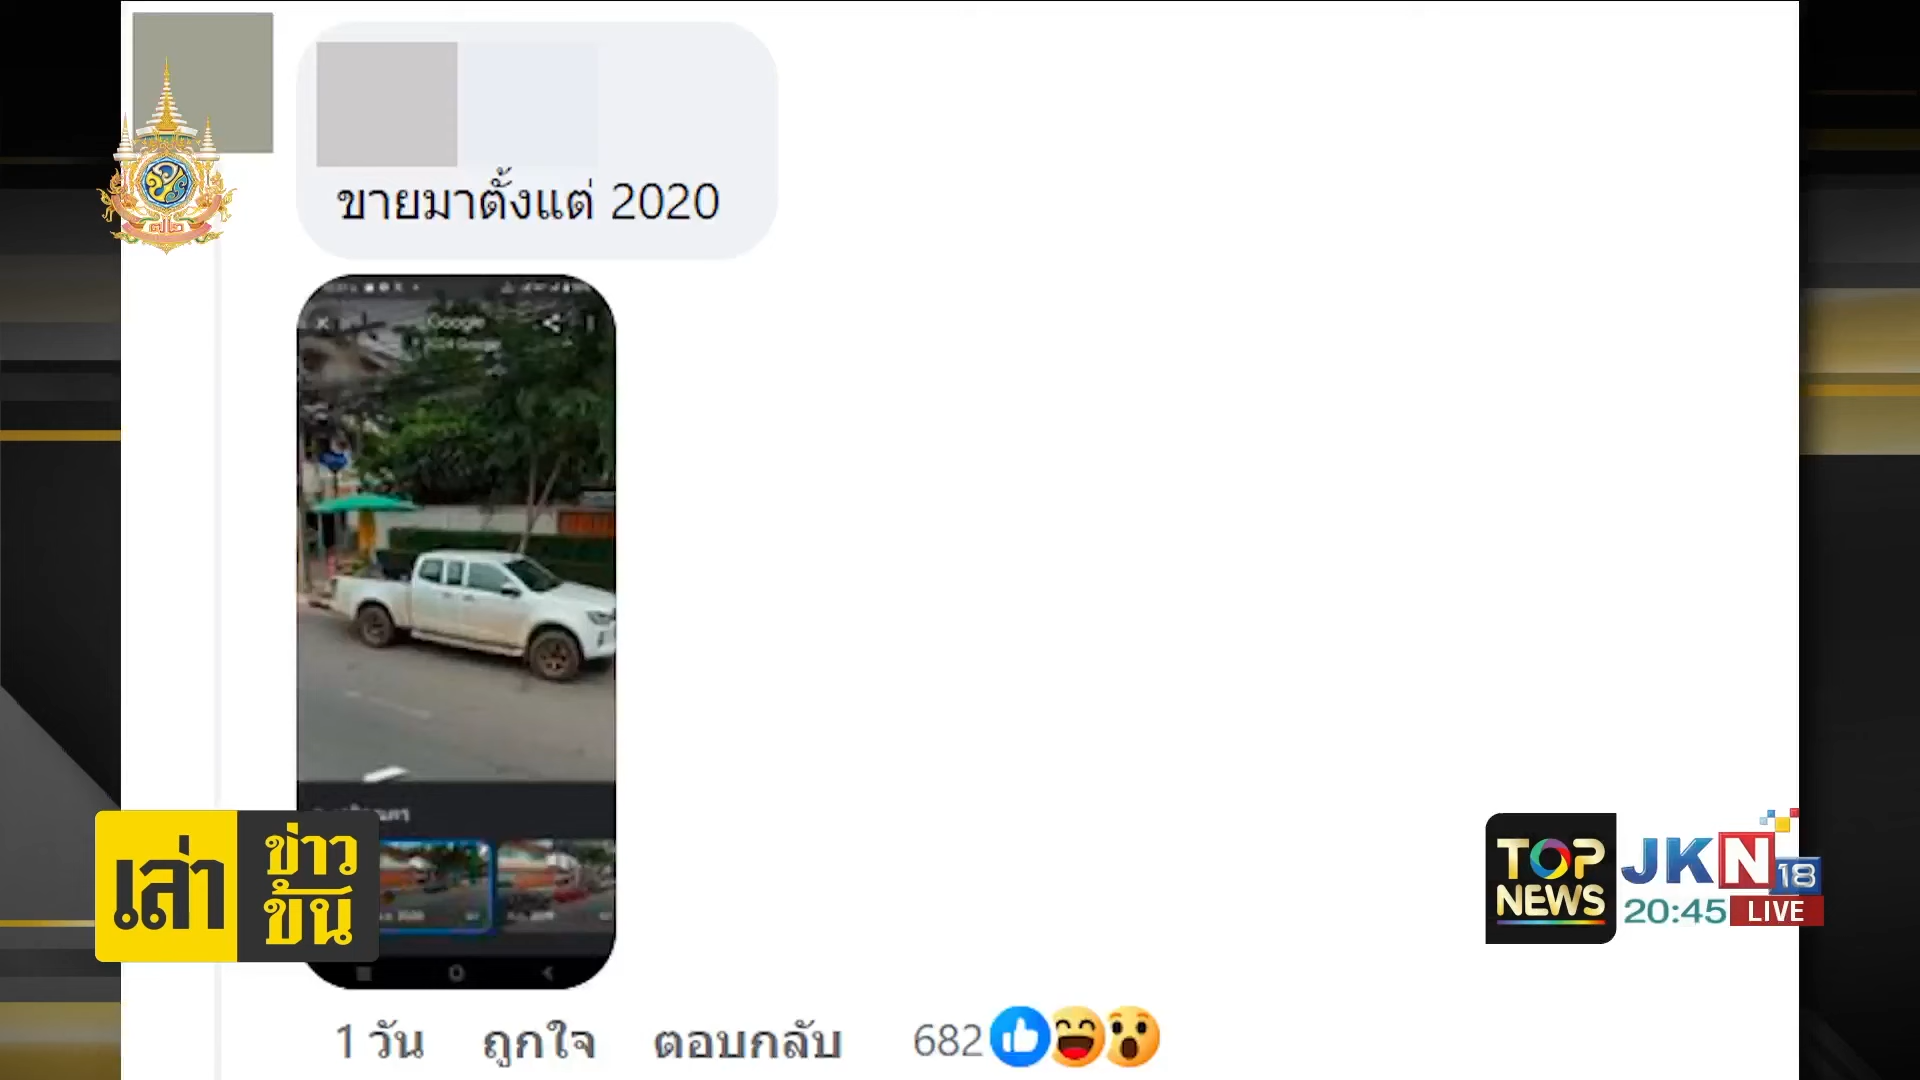 ขายมาตั้งแต่ 2020
Google
เล่า
ข่าว
ข้น
TOP
NEWS
JKN 18
20:45 LIVE
1 วัน ถูกใจ ตอบกลับ 682